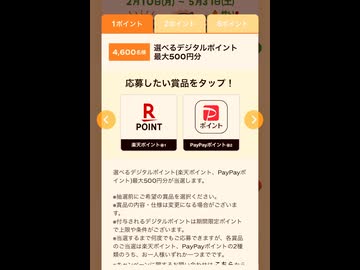 2月10日(月) 〜 5月31日(土)
1ポイント
2ポイント
4,600名様
選べるデジタルポイント
最大500円分
応募したい賞品をタップ！
R
POINT
楽天ポイント※1
P
ポイント
PayPayポイント※2
選べるデジタルポイント(楽天ポイント、PayPayポ
イント)最大500円分が当選します。
※抽選前にご希望の賞品を選択ください。
※賞品の内容・仕様は変更になる場合がございま
す。
※付与されるデジタルポイントは期間限定ポイント
で上限や条件がございます。
※当選するまで何度でもご応募できますが、各賞品
のご当選は楽天ポイント、PayPayポイントの2種
類のうち、お一人様いずれか一つまでです。